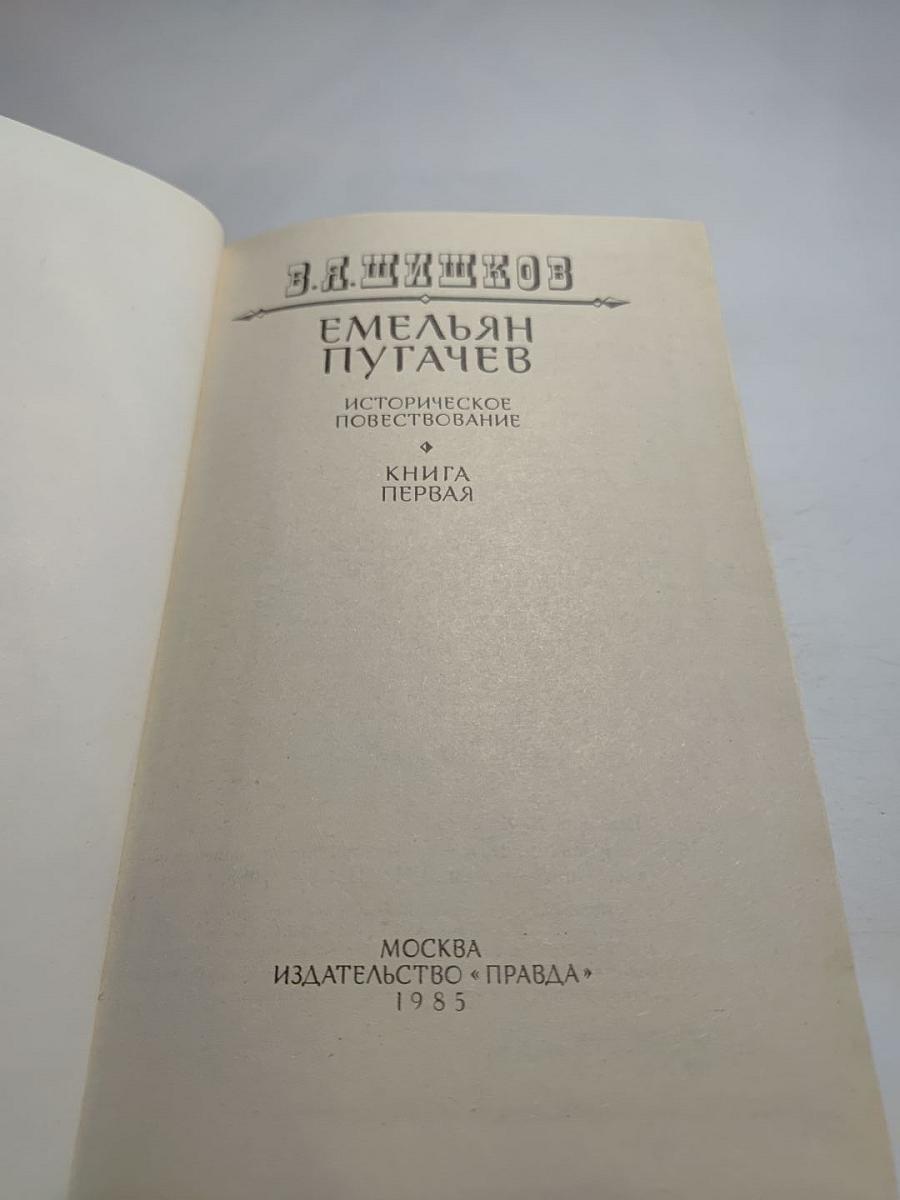 В.Я.ШИШКОВ
ЕМЕЛЬЯН
ПУГАЧЕВ
ИСТОРИЧЕСКОЕ
ПОВЕСТВОВАНИЕ
КНИГА
ПЕРВАЯ
МОСКВА
ИЗДАТЕЛЬСТВО «ПРАВДА»
1985